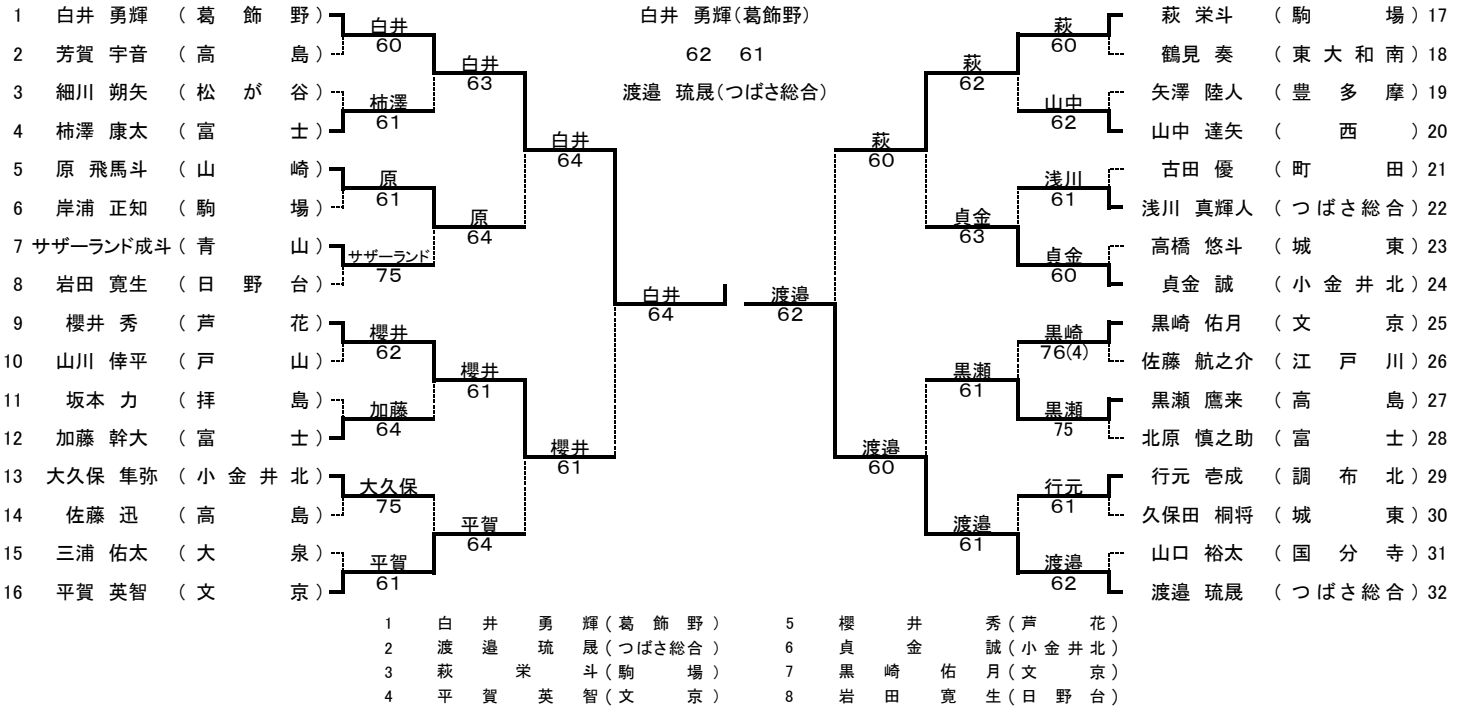 白井 勇輝(葛飾野)
62 61
渡邉 琉晟(つばさ総合)
1 白井 勇輝 (葛飾野)
2 芳賀 宇音 (高島)
3 細川 朔矢 (松が谷)
4 柿澤 康太 (富士)
5 原 飛馬斗 (山崎)
6 岸浦 正知 (駒場)
7 サザーランド成斗 (青山)
8 岩田 寛生 (日野台)
9 櫻井 秀 (芦花)
10 山川 倖平 (戸山)
11 坂本 力 (拝島)
12 加藤 幹大 (富士)
13 大久保 隼弥 (小金井北)
14 佐藤 迅 (高島)
15 三浦 佑太 (大泉)
16 平賀 英智 (文京)
白井
60
柿澤
61
原
61
サザーランド
75
櫻井
62
加藤
64
大久保
75
平賀
61
白井
63
原
64
櫻井
61
平賀
64
白井
64
櫻井
61
白井
64
渡邉
62
萩
60
渡邉
60
萩
62
貞金
63
黒瀬
61
渡邉
61
萩
60
山中
62
浅川
61
貞金
60
黒崎
76(4)
黒瀬
75
行元
61
渡邉
62
萩 栄斗 (駒場) 17
鶴見 奏 (東大和南) 18
矢澤 陸人 (豊多摩) 19
山中 達矢 (西) 20
古田 優 (町田) 21
浅川 真輝人 (つばさ総合) 22
高橋 悠斗 (城東) 23
貞金 誠 (小金井北) 24
黒崎 佑月 (文京) 25
佐藤 航之介 (江戸川) 26
黒瀬 鷹来 (高島) 27
北原 慎之助 (富士) 28
行元 壱成 (調布北) 29
久保田 桐将 (城東) 30
山口 裕太 (国分寺) 31
渡邉 琉晟 (つばさ総合) 32
1 白井勇輝(葛飾野)
2 渡邉琉晟(つばさ総合)
3 萩栄斗(駒場)
4 平賀英智(文京)
5 櫻井秀(芦花)
6 貞金誠(小金井北)
7 黒崎佑月(文京)
8 岩田寛生(日野台)